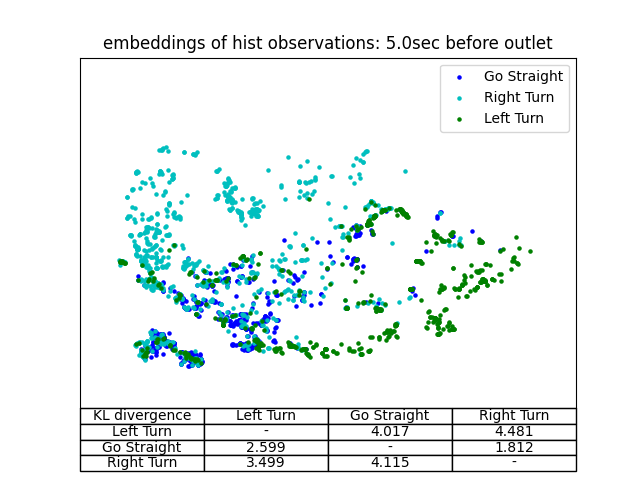 embeddings of hist observations: 5.0sec before outlet
Go Straight
Right Turn
Left Turn
KL divergence Left Turn Go Straight Right Turn
Left Turn - 4.017 4.481
Go Straight 2.599 - 1.812
Right Turn 3.499 4.115 -